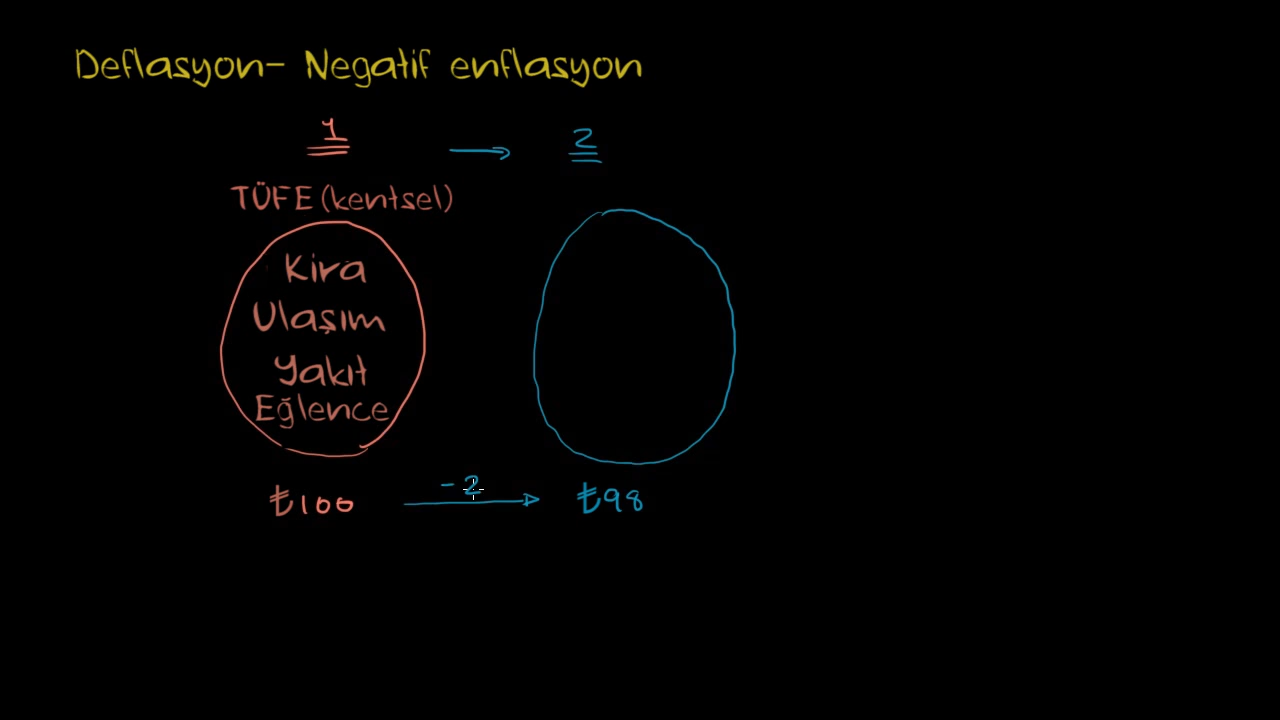 Deflasyon- Negatif enflasyon
1 → 2
TÜFE (kentsel)
Kira
Ulaşım
Yakıt
Eğlence
-2
₺100 → ₺98